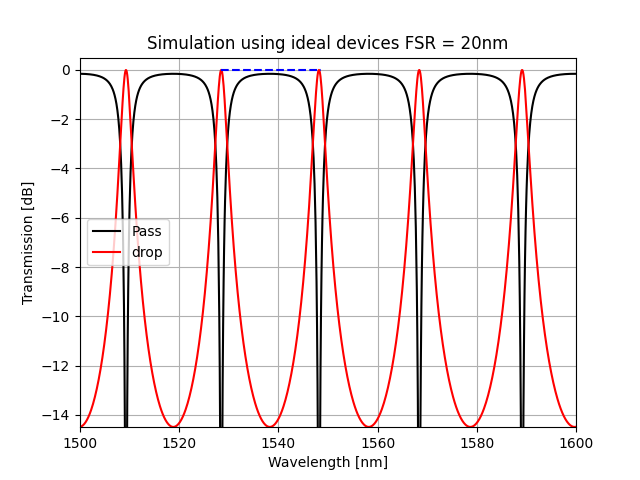 Simulation using ideal devices FSR = 20nm
Transmission [dB]
0
−2
−4
−6
−8
−10
−12
−14
Pass
drop
1500 1520 1540 1560 1580 1600
Wavelength [nm]